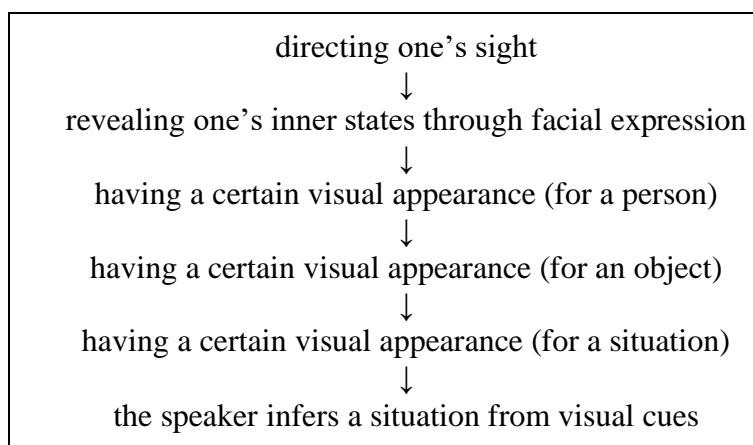 directing one’s sight
↓
revealing one’s inner states through facial expression
↓
having a certain visual appearance (for a person)
↓
having a certain visual appearance (for an object)
↓
having a certain visual appearance (for a situation)
↓
the speaker infers a situation from visual cues